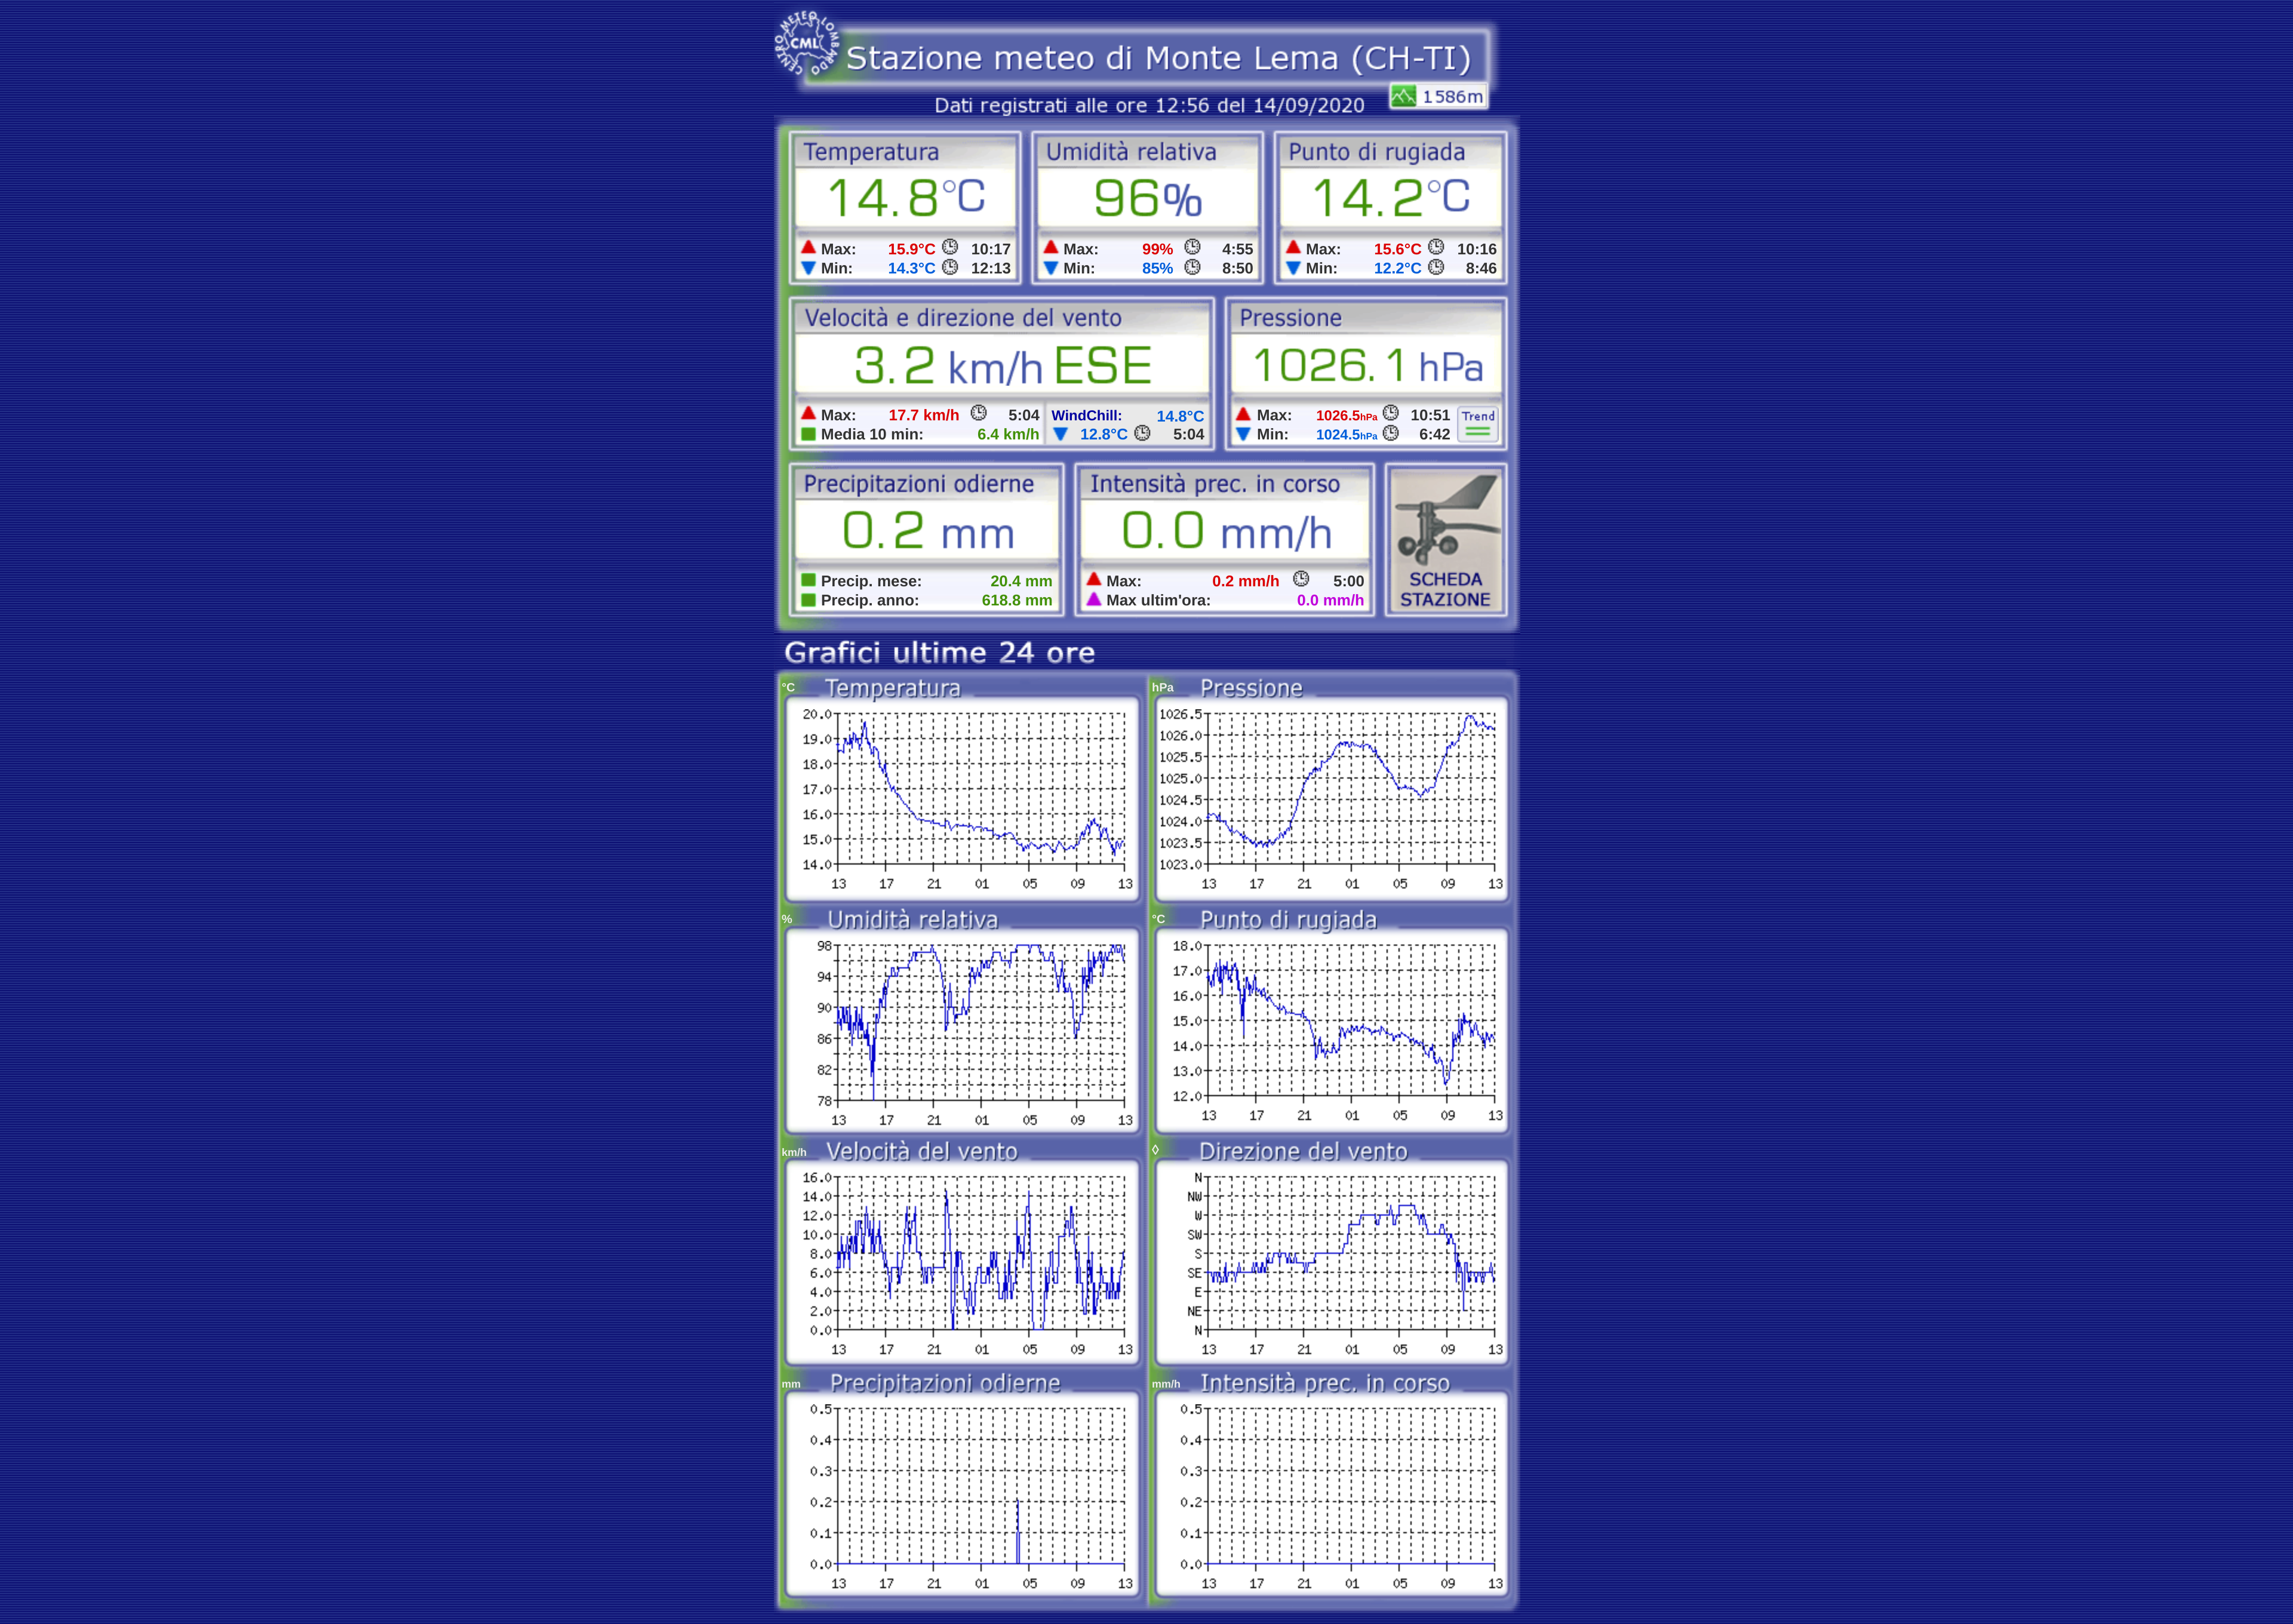 CENTRO METEO LOMBARDO
CML
Stazione meteo di Monte Lema (CH-TI)
Dati registrati alle ore 12:56 del 14/09/2020
1586m
Temperatura
14.8°C
Max: 15.9°C 10:17
Min: 14.3°C 12:13
Umidità relativa
96%
Max: 99% 4:55
Min: 85% 8:50
Punto di rugiada
14.2°C
Max: 15.6°C 10:16
Min: 12.2°C 8:46
Velocità e direzione del vento
3.2 km/h ESE
Max: 17.7 km/h 5:04
Media 10 min: 6.4 km/h
WindChill: 14.8°C
12.8°C 5:04
Pressione
1026.1 hPa
Max: 1026.5hPa 10:51
Min: 1024.5hPa 6:42
Trend
Precipitazioni odierne
0.2 mm
Precip. mese: 20.4 mm
Precip. anno: 618.8 mm
Intensità prec. in corso
0.0 mm/h
Max: 0.2 mm/h 5:00
Max ultim'ora: 0.0 mm/h
SCHEDA
STAZIONE
Grafici ultime 24 ore
°C Temperatura
20.0
19.0
18.0
17.0
16.0
15.0
14.0
13 17 21 01 05 09 13
hPa Pressione
1026.5
1026.0
1025.5
1025.0
1024.5
1024.0
1023.5
1023.0
13 17 21 01 05 09 13
% Umidità relativa
98
94
90
86
82
78
13 17 21 01 05 09 13
°C Punto di rugiada
18.0
17.0
16.0
15.0
14.0
13.0
12.0
13 17 21 01 05 09 13
km/h Velocità del vento
16.0
14.0
12.0
10.0
8.0
6.0
4.0
2.0
0.0
13 17 21 01 05 09 13
◊ Direzione del vento
N
NW
W
SW
S
SE
E
NE
N
13 17 21 01 05 09 13
mm Precipitazioni odierne
0.5
0.4
0.3
0.2
0.1
0.0
13 17 21 01 05 09 13
mm/h Intensità prec. in corso
0.5
0.4
0.3
0.2
0.1
0.0
13 17 21 01 05 09 13